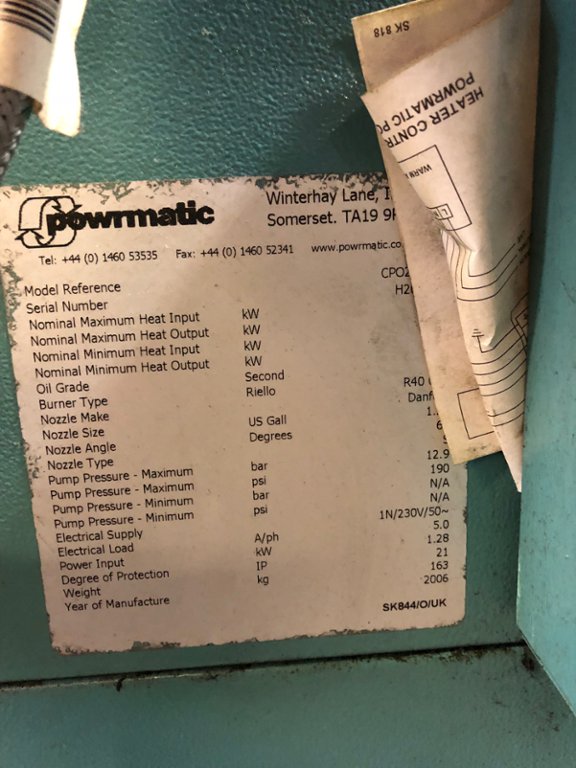 SK 818
HEATER CONTR
POWRMATIC PO
WARM
powrmatic
Winterhay Lane,
Somerset. TA19
Tel: +44 (0) 1460 53535 Fax: +44 (0) 1460 52341 www.powrmatic.co
Model Reference CPO2
Serial Number H2
Nominal Maximum Heat Input kW
Nominal Maximum Heat Output kW
Nominal Minimum Heat Input kW
Nominal Minimum Heat Output kW
Oil Grade Second
Burner Type Riello R40
Nozzle Make Danf
Nozzle Size US Gall 1.
Nozzle Angle Degrees 6
Nozzle Type S
Pump Pressure - Maximum bar 12.9
Pump Pressure - Maximum psi 190
Pump Pressure - Minimum bar N/A
Pump Pressure - Minimum psi N/A
Electrical Supply 1N/230V/50~
Electrical Load A/ph 5.0
Power Input kW 1.28
Degree of Protection IP 21
Weight kg 163
Year of Manufacture 2006
SK844/O/UK